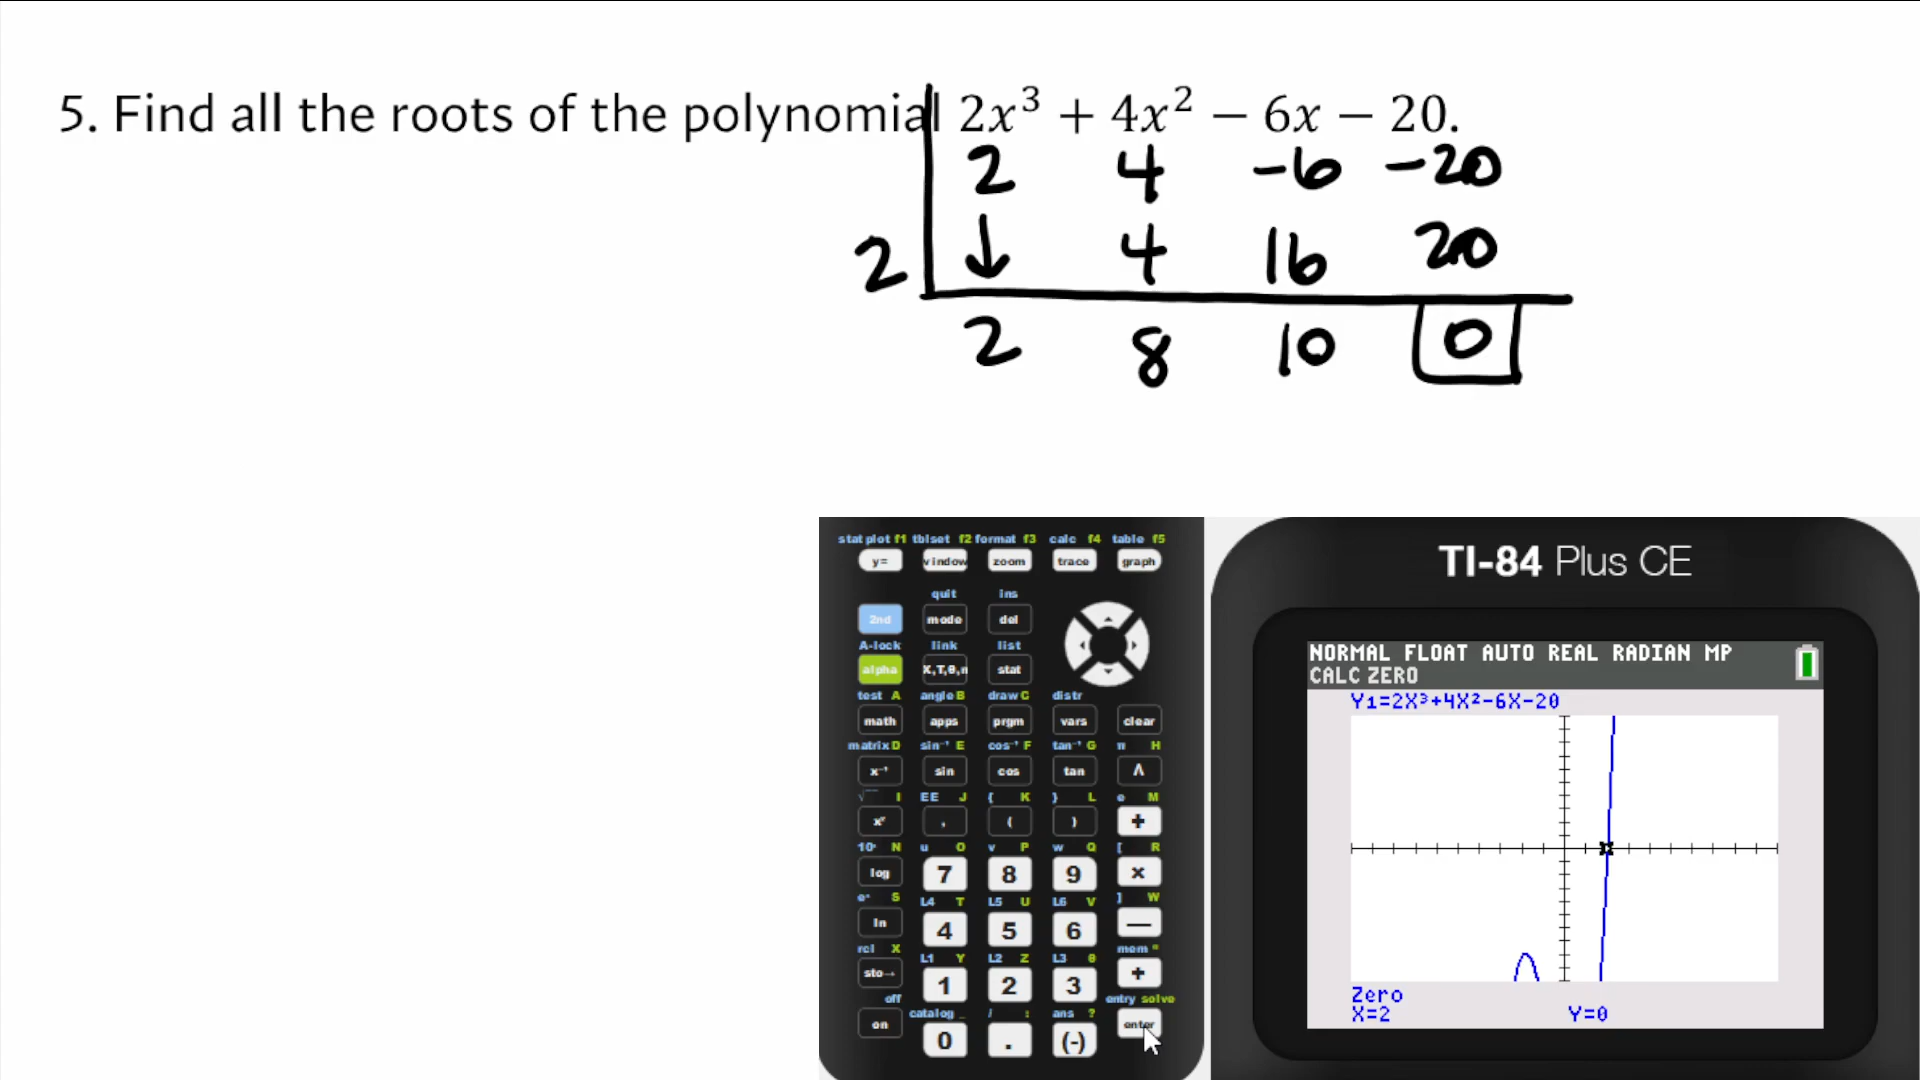 5. Find all the roots of the polynomial 2x³ + 4x² − 6x − 20.
2 4 -6 -20
2 ↓ 4 16 20
2 8 10 0
stat plot f1 tblset f2 format f3 calc f4 table f5
y= window zoom trace graph
quit ins
2nd mode del
A-lock link list
alpha X,T,θ,n stat
test A angle B draw C distr
math apps prgm vars clear
matrix D sin⁻¹ E cos⁻¹ F tan⁻¹ G π H
x⁻¹ sin cos tan ^
√ I EE J { K } L e M
x² , ( ) ÷
10ˣ N u O v P w Q [ R
log 7 8 9 ×
eˣ S L4 T L5 U L6 V ] W
ln 4 5 6 —
rcl X L1 Y L2 Z L3 θ mem "
sto→ 1 2 3 +
off catalog _ / : ans ? entry solve
on 0 . (-) enter
TI-84 Plus CE
NORMAL FLOAT AUTO REAL RADIAN MP
CALC ZERO
Y1=2X³+4X²-6X-20
Zero
X=2 Y=0